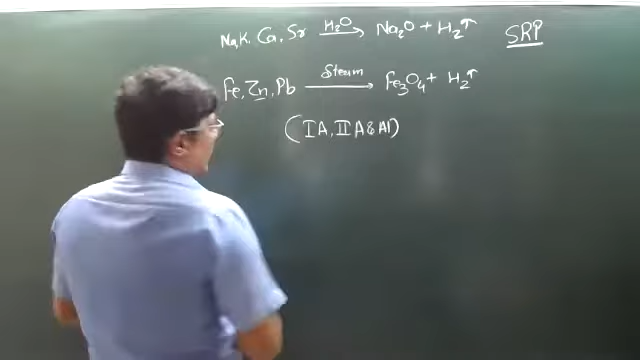 Na, K, Ca, Sr —H₂O→ Na₂O + H₂↑ SRP
Fe, Zn, Pb —Steam→ Fe₃O₄ + H₂↑
(IA, IIA & Al)